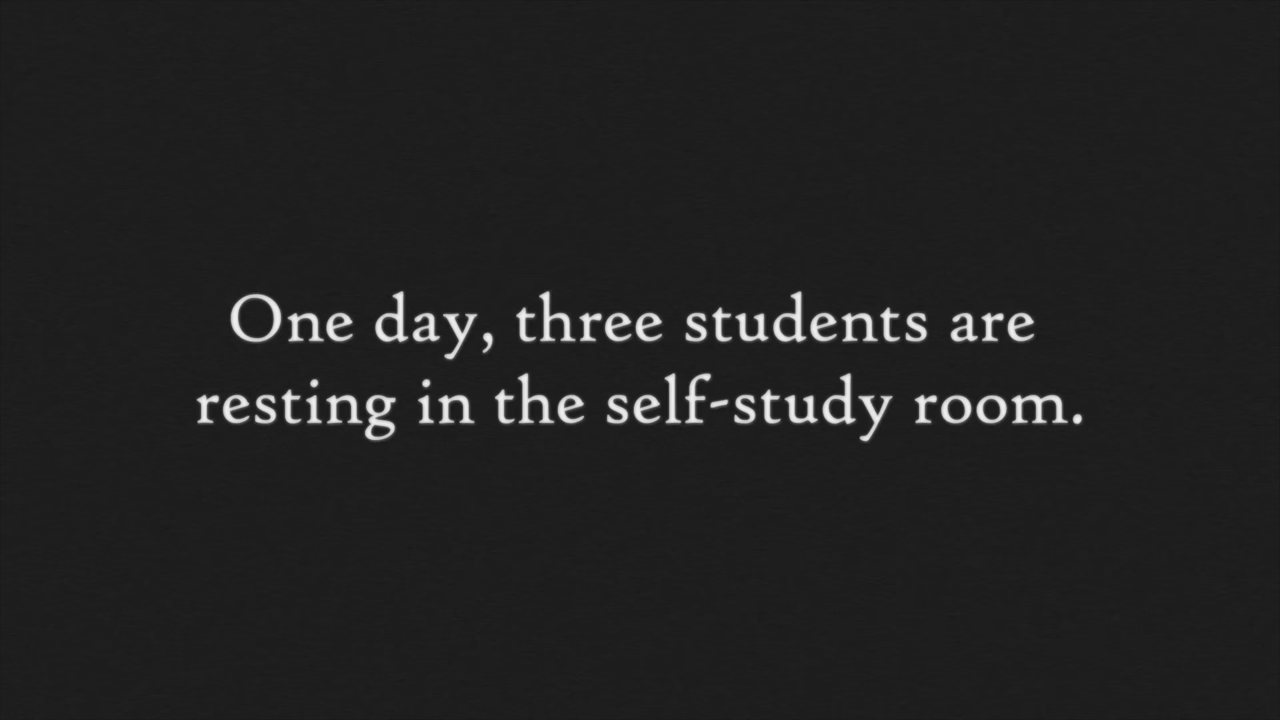 One day, three students are
resting in the self-study room.